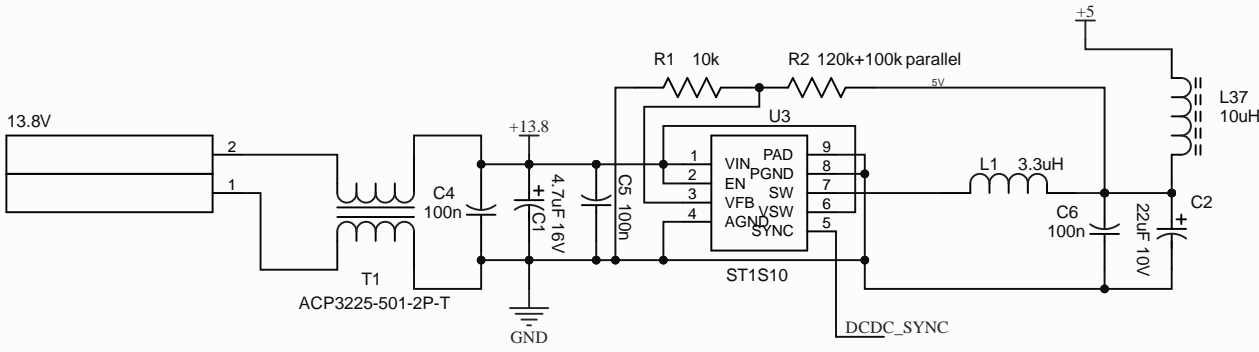 +5
R1 10k
R2 120k+100k parallel
5V
L37
10uH
13.8V
+13.8
U3
2
1
1
2
3
4
VIN
EN
VFB
AGND
PAD
PGND
SW
VSW
SYNC
9
8
7
6
5
L1 3.3uH
C4
100n
4.7uF 16V
C1
C5 100n
C6
100n
22uF 10V
C2
T1
ACP3225-501-2P-T
ST1S10
GND
DCDC_SYNC